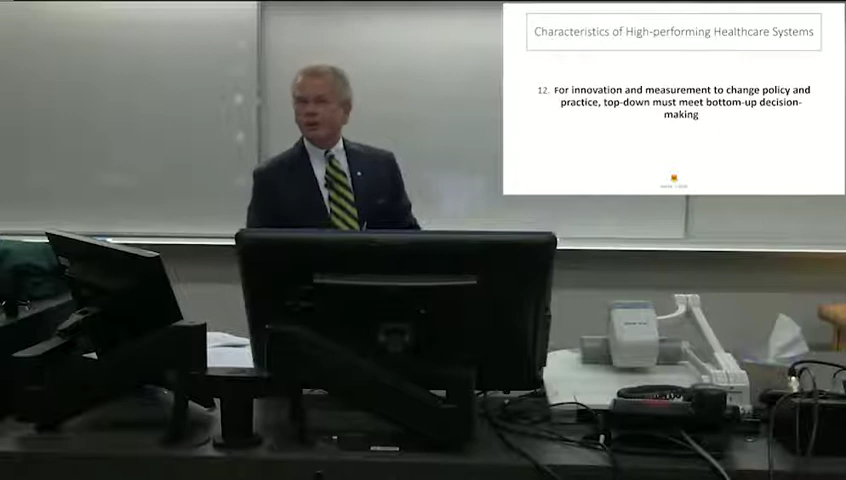 Characteristics of High-performing Healthcare Systems
12. For innovation and measurement to change policy and
practice, top-down must meet bottom-up decision-
making